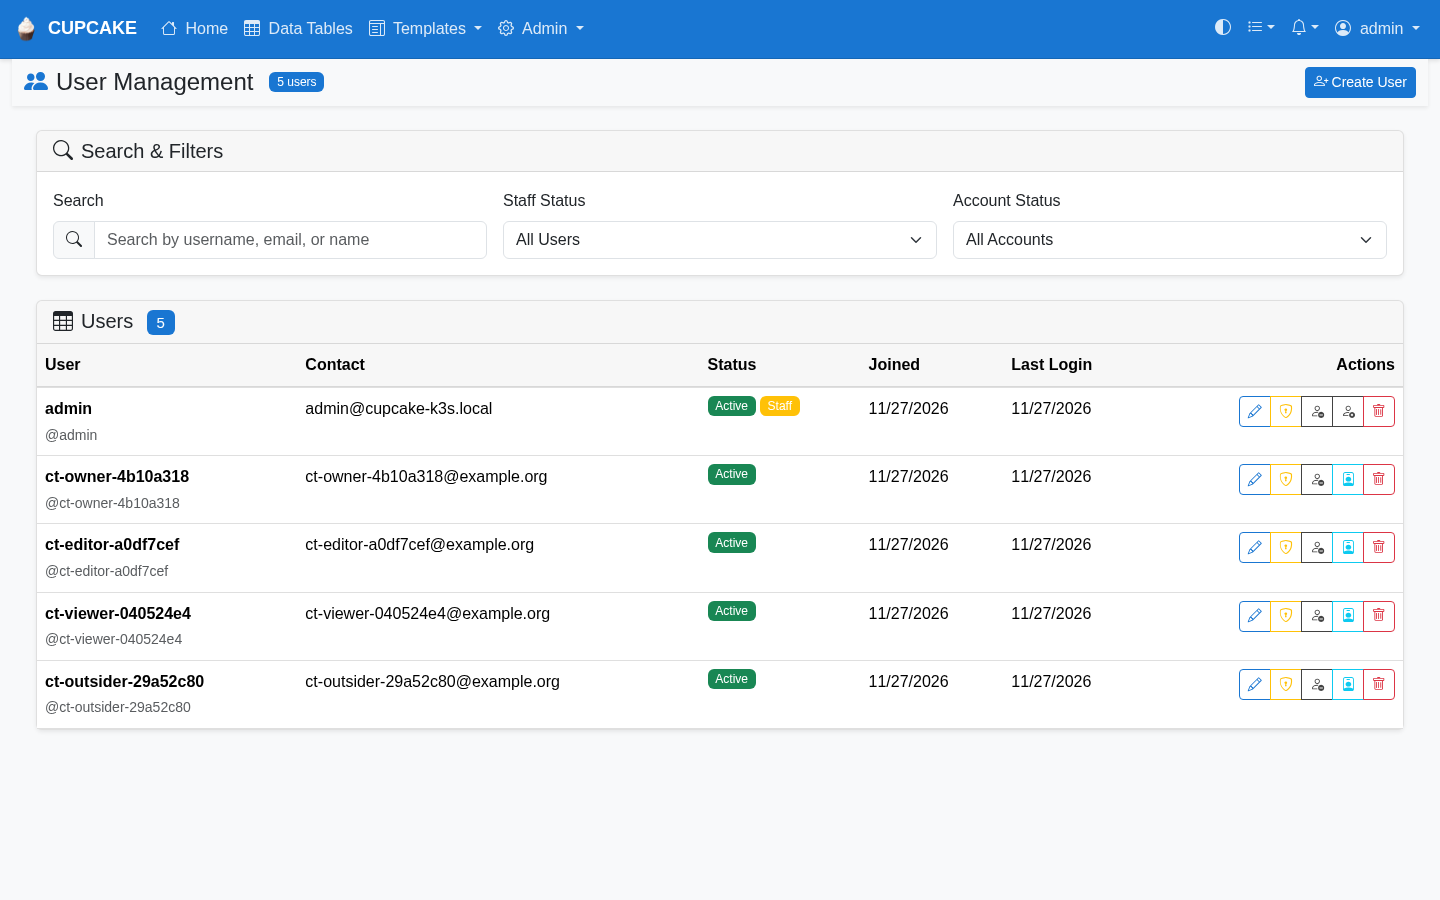 CUPCAKE Home Data Tables Templates Admin admin
User Management 5 users Create User
Search & Filters
Search Staff Status Account Status
Search by username, email, or name All Users All Accounts
Users 5
User Contact Status Joined Last Login Actions
admin admin@cupcake-k3s.local Active Staff 11/27/2026 11/27/2026
@admin
ct-owner-4b10a318 ct-owner-4b10a318@example.org Active 11/27/2026 11/27/2026
@ct-owner-4b10a318
ct-editor-a0df7cef ct-editor-a0df7cef@example.org Active 11/27/2026 11/27/2026
@ct-editor-a0df7cef
ct-viewer-040524e4 ct-viewer-040524e4@example.org Active 11/27/2026 11/27/2026
@ct-viewer-040524e4
ct-outsider-29a52c80 ct-outsider-29a52c80@example.org Active 11/27/2026 11/27/2026
@ct-outsider-29a52c80